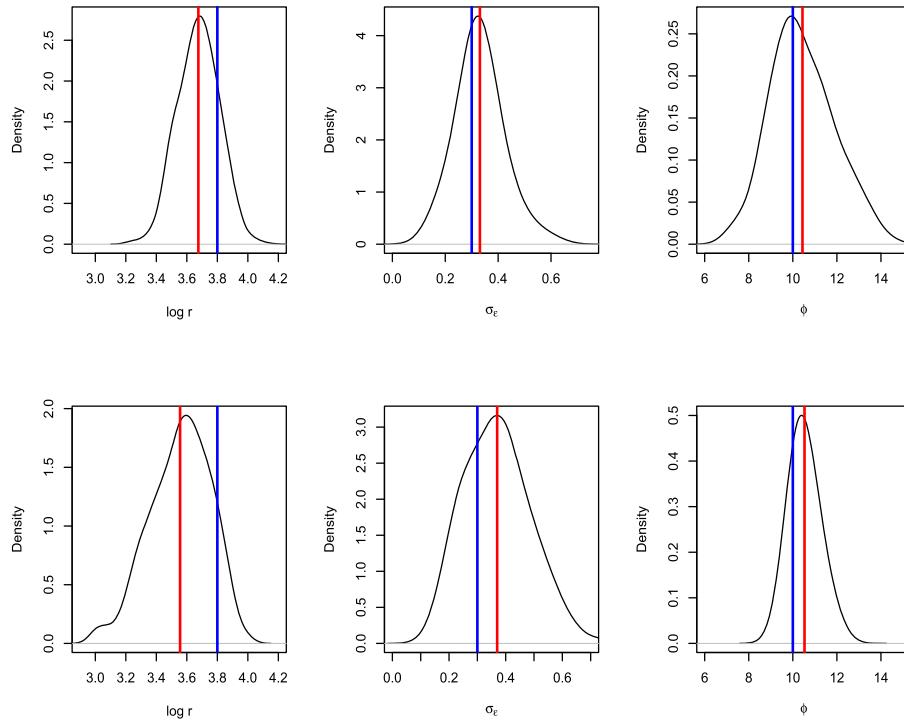 Density
0.0 0.5 1.0 1.5 2.0 2.5
3.0 3.2 3.4 3.6 3.8 4.0 4.2
log r
Density
0 1 2 3 4
0.0 0.2 0.4 0.6
σε
Density
0.00 0.05 0.10 0.15 0.20 0.25
6 8 10 12 14
ϕ
Density
0.0 0.5 1.0 1.5 2.0
3.0 3.2 3.4 3.6 3.8 4.0 4.2
log r
Density
0.0 0.5 1.0 1.5 2.0 2.5 3.0
0.0 0.2 0.4 0.6
σε
Density
0.0 0.1 0.2 0.3 0.4 0.5
6 8 10 12 14
ϕ